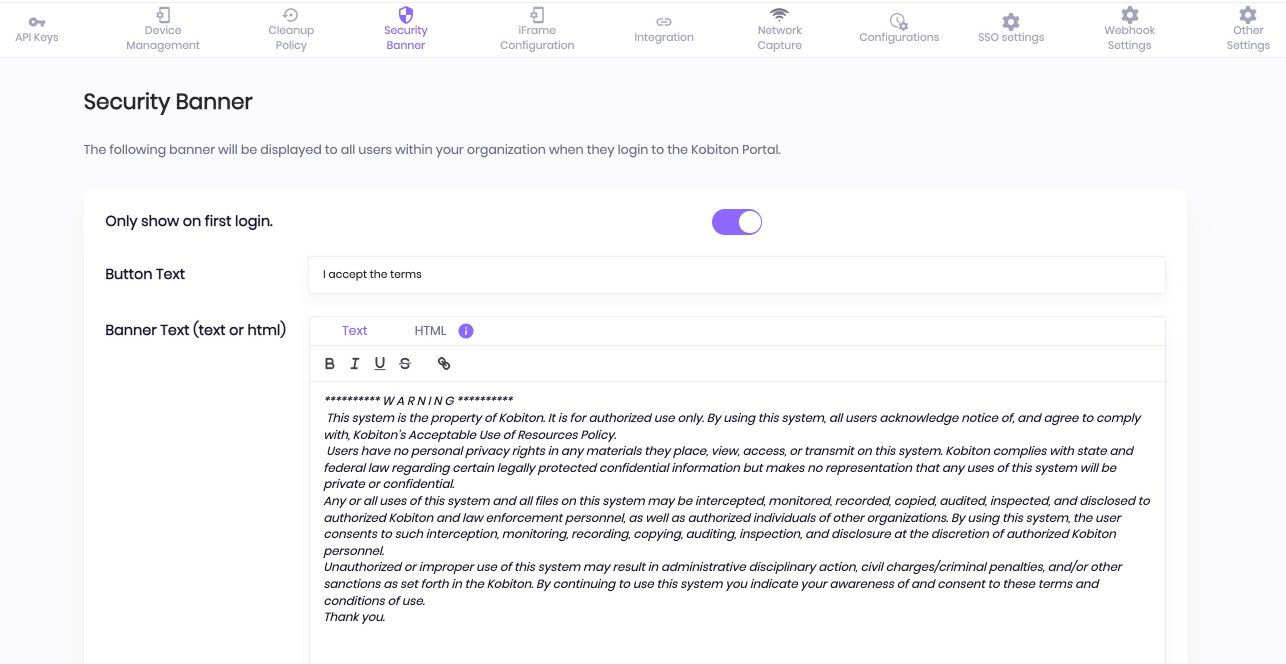 API Keys
Device Management
Cleanup Policy
Security Banner
iFrame Configuration
Integration
Network Capture
Configurations
SSO settings
Webhook Settings
Other Settings
Security Banner
The following banner will be displayed to all users within your organization when they login to the Kobiton Portal.
Only show on first login.
Button Text
I accept the terms
Banner Text (text or html)
Text HTML i
B I U S
********** W A R N I N G **********
This system is the property of Kobiton. It is for authorized use only. By using this system, all users acknowledge notice of, and agree to comply
with, Kobiton's Acceptable Use of Resources Policy.
Users have no personal privacy rights in any materials they place, view, access, or transmit on this system. Kobiton complies with state and
federal law regarding certain legally protected confidential information but makes no representation that any uses of this system will be
private or confidential.
Any or all uses of this system and all files on this system may be intercepted, monitored, recorded, copied, audited, inspected, and disclosed to
authorized Kobiton and law enforcement personnel, as well as authorized individuals of other organizations. By using this system, the user
consents to such interception, monitoring, recording, copying, auditing, inspection, and disclosure at the discretion of authorized Kobiton
personnel.
Unauthorized or improper use of this system may result in administrative disciplinary action, civil charges/criminal penalties, and/or other
sanctions as set forth in the Kobiton. By continuing to use this system you indicate your awareness of and consent to these terms and
conditions of use.
Thank you.